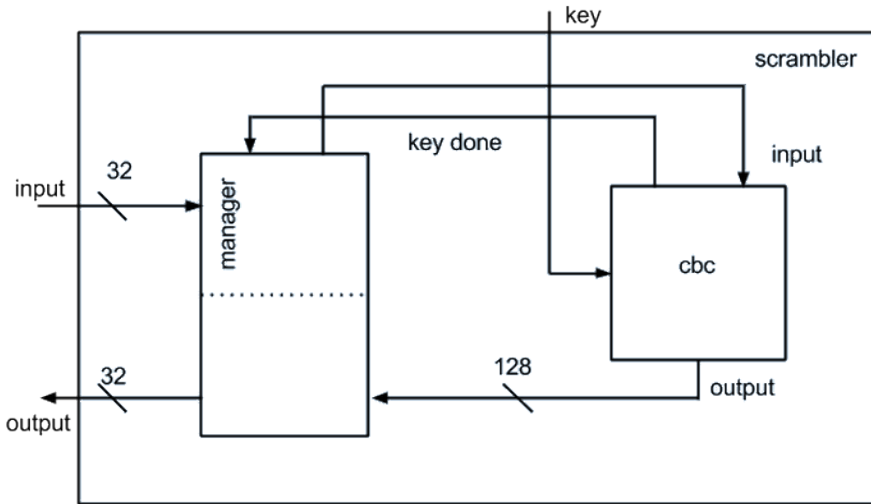 key
scrambler
key done
input
32
input
manager
cbc
128
output
32
output